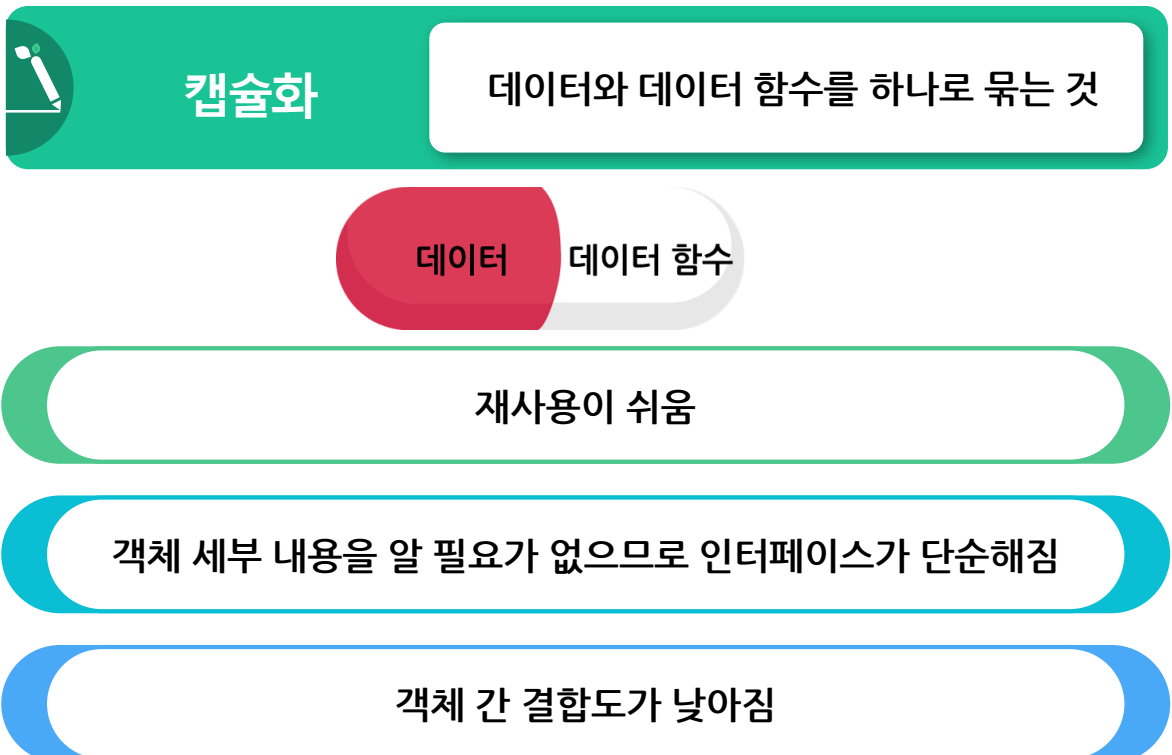 캡슐화
데이터와 데이터 함수를 하나로 묶는 것
데이터
데이터 함수
재사용이 쉬움
객체 세부 내용을 알 필요가 없으므로 인터페이스가 단순해짐
객체 간 결합도가 낮아짐